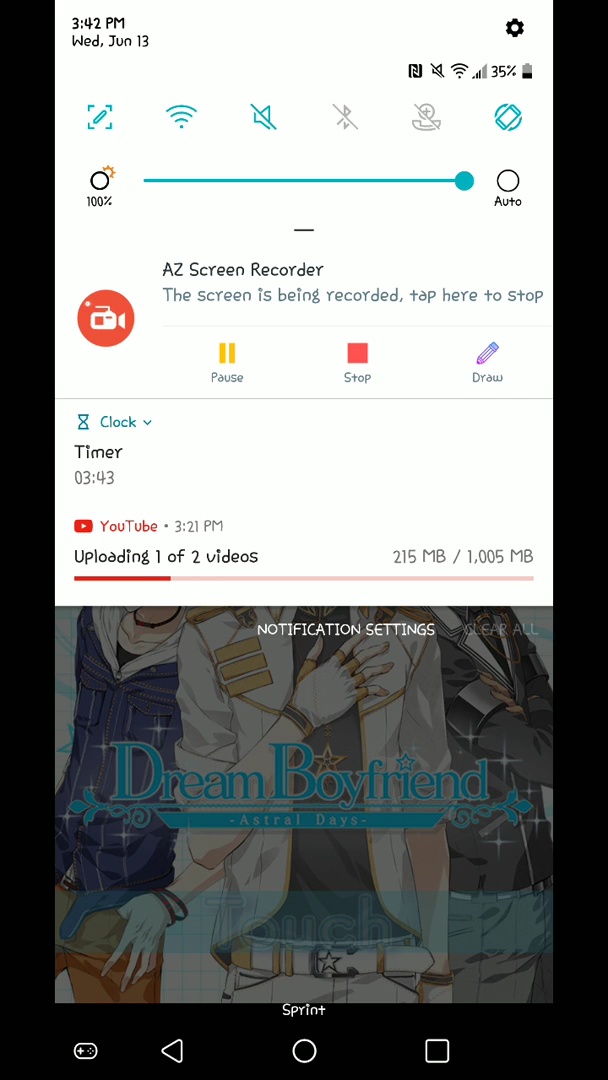 3:42 PM
Wed, Jun 13
35%
100%
Auto
AZ Screen Recorder
The screen is being recorded, tap here to stop
Pause
Stop
Draw
Clock
Timer
03:43
YouTube • 3:21 PM
Uploading 1 of 2 videos 215 MB / 1,005 MB
NOTIFICATION SETTINGS CLEAR ALL
Dream Boyfriend
-Astral Days-
Touch
Sprint